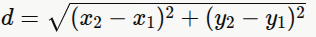 d = √(x₂ − x₁)² + (y₂ − y₁)²